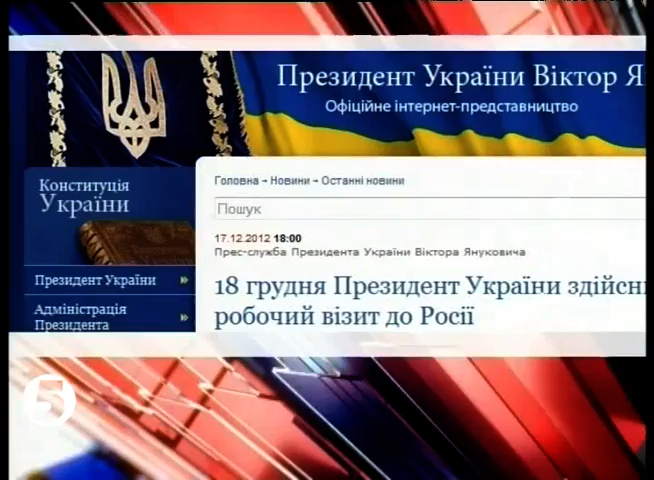 Президент України Віктор Я
Офіційне інтернет-представництво
Конституція
України
Головна → Новини → Останні новини
Пошук
17.12.2012 18:00
Прес-служба Президента України Віктора Януковича
Президент України
18 грудня Президент України здійсн
робочий візит до Росії
Адміністрація
Президента
5